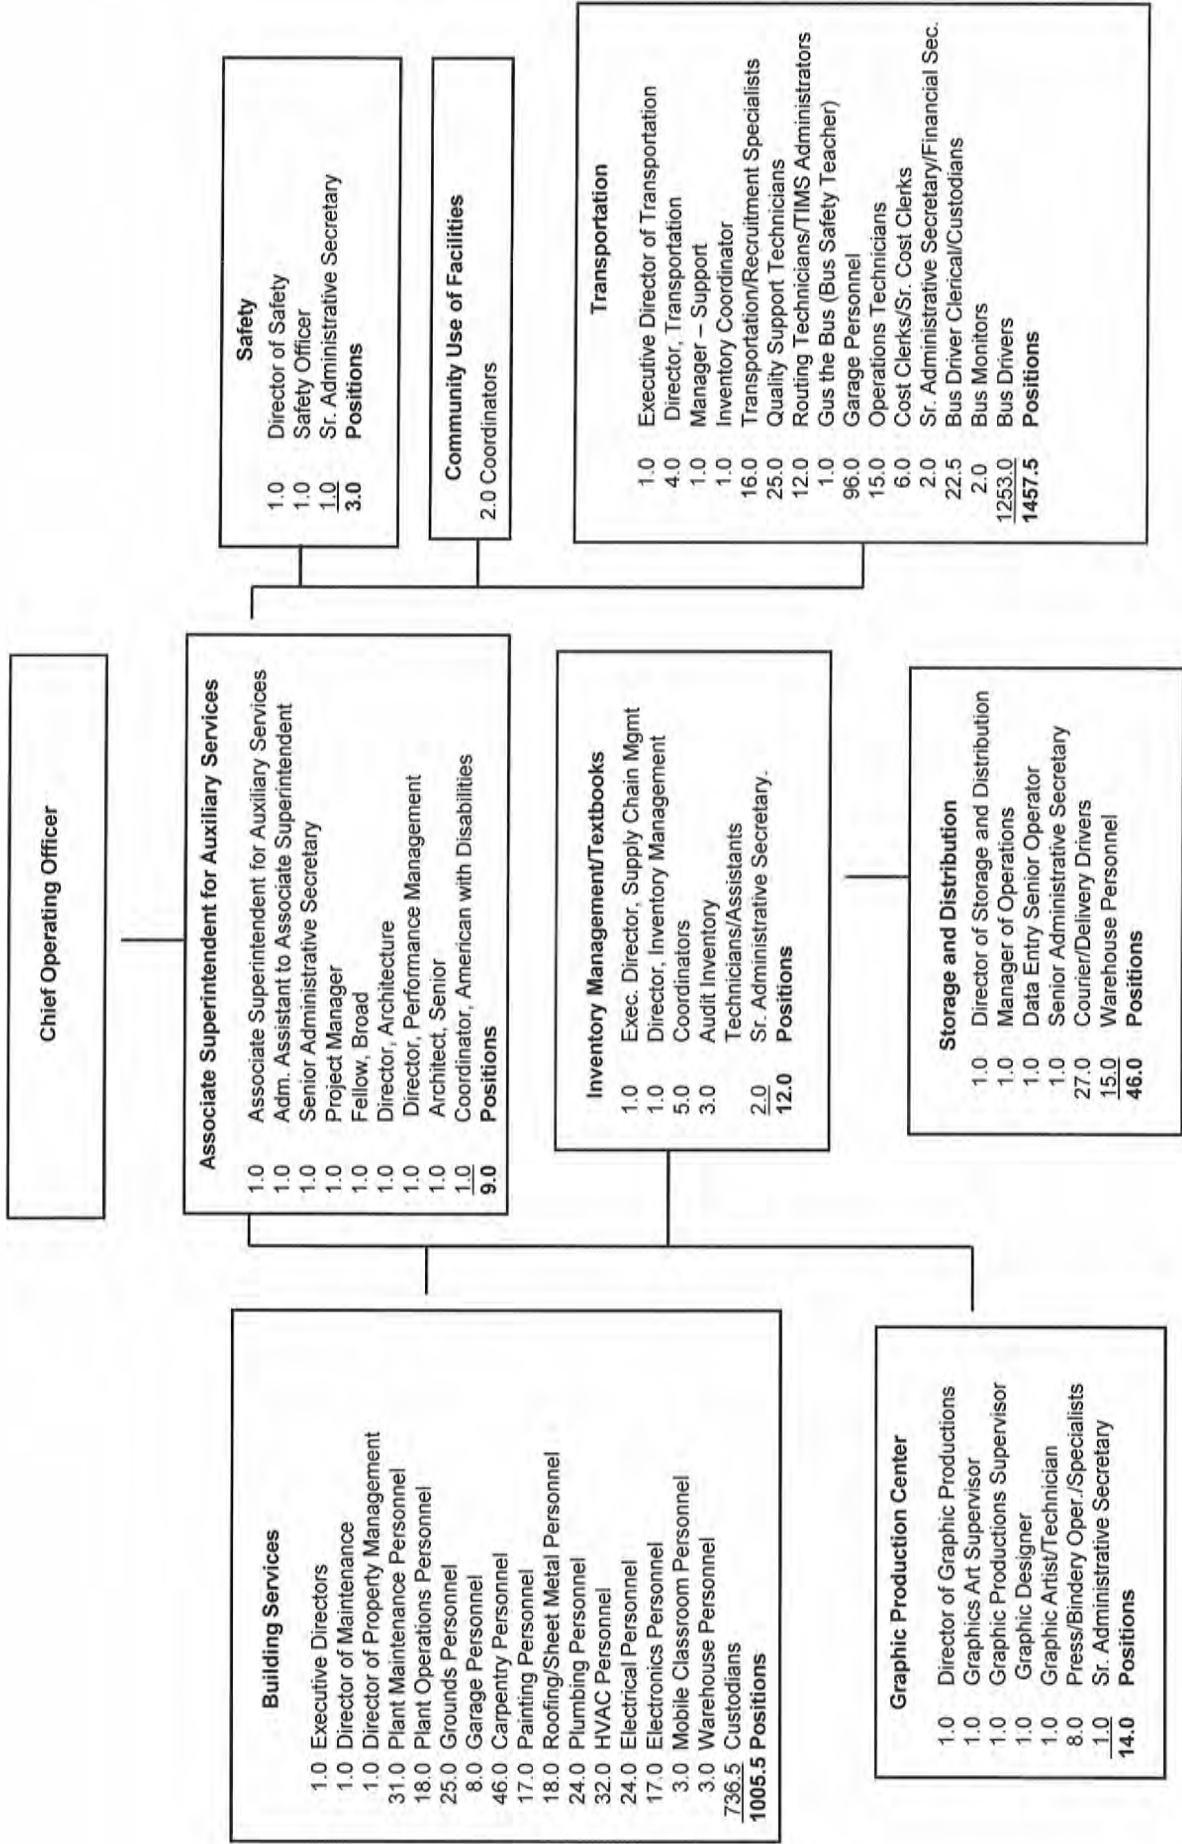 Chief Operating Officer
Associate Superintendent for Auxiliary Services
1.0 Associate Superintendent for Auxiliary Services
1.0 Adm. Assistant to Associate Superintendent
1.0 Senior Administrative Secretary
1.0 Project Manager
1.0 Fellow, Broad
1.0 Director, Architecture
1.0 Director, Performance Management
1.0 Architect, Senior
1.0 Coordinator, American with Disabilities
9.0 Positions
Building Services
1.0 Executive Directors
1.0 Director of Maintenance
1.0 Director of Property Management
31.0 Plant Maintenance Personnel
18.0 Plant Operations Personnel
25.0 Grounds Personnel
8.0 Garage Personnel
46.0 Carpentry Personnel
17.0 Painting Personnel
18.0 Roofing/Sheet Metal Personnel
24.0 Plumbing Personnel
32.0 HVAC Personnel
24.0 Electrical Personnel
17.0 Electronics Personnel
3.0 Mobile Classroom Personnel
3.0 Warehouse Personnel
736.5 Custodians
1005.5 Positions
Graphic Production Center
1.0 Director of Graphic Productions
1.0 Graphics Art Supervisor
1.0 Graphic Productions Supervisor
1.0 Graphic Designer
1.0 Graphic Artist/Technician
8.0 Press/Bindery Oper./Specialists
1.0 Sr. Administrative Secretary
14.0 Positions
Inventory Management/Textbooks
1.0 Exec. Director, Supply Chain Mgmt
1.0 Director, Inventory Management
5.0 Coordinators
3.0 Audit Inventory
Technicians/Assistants
2.0 Sr. Administrative Secretary.
12.0 Positions
Storage and Distribution
1.0 Director of Storage and Distribution
1.0 Manager of Operations
1.0 Data Entry Senior Operator
1.0 Senior Administrative Secretary
27.0 Courier/Delivery Drivers
15.0 Warehouse Personnel
46.0 Positions
Safety
1.0 Director of Safety
1.0 Safety Officer
1.0 Sr. Administrative Secretary
3.0 Positions
Community Use of Facilities
2.0 Coordinators
Transportation
1.0 Executive Director of Transportation
4.0 Director, Transportation
1.0 Manager – Support
1.0 Inventory Coordinator
16.0 Transportation/Recruitment Specialists
25.0 Quality Support Technicians
12.0 Routing Technicians/TIMS Administrators
1.0 Gus the Bus (Bus Safety Teacher)
96.0 Garage Personnel
15.0 Operations Technicians
6.0 Cost Clerks/Sr. Cost Clerks
2.0 Sr. Administrative Secretary/Financial Sec.
22.5 Bus Driver Clerical/Custodians
2.0 Bus Monitors
1253.0 Bus Drivers
1457.5 Positions